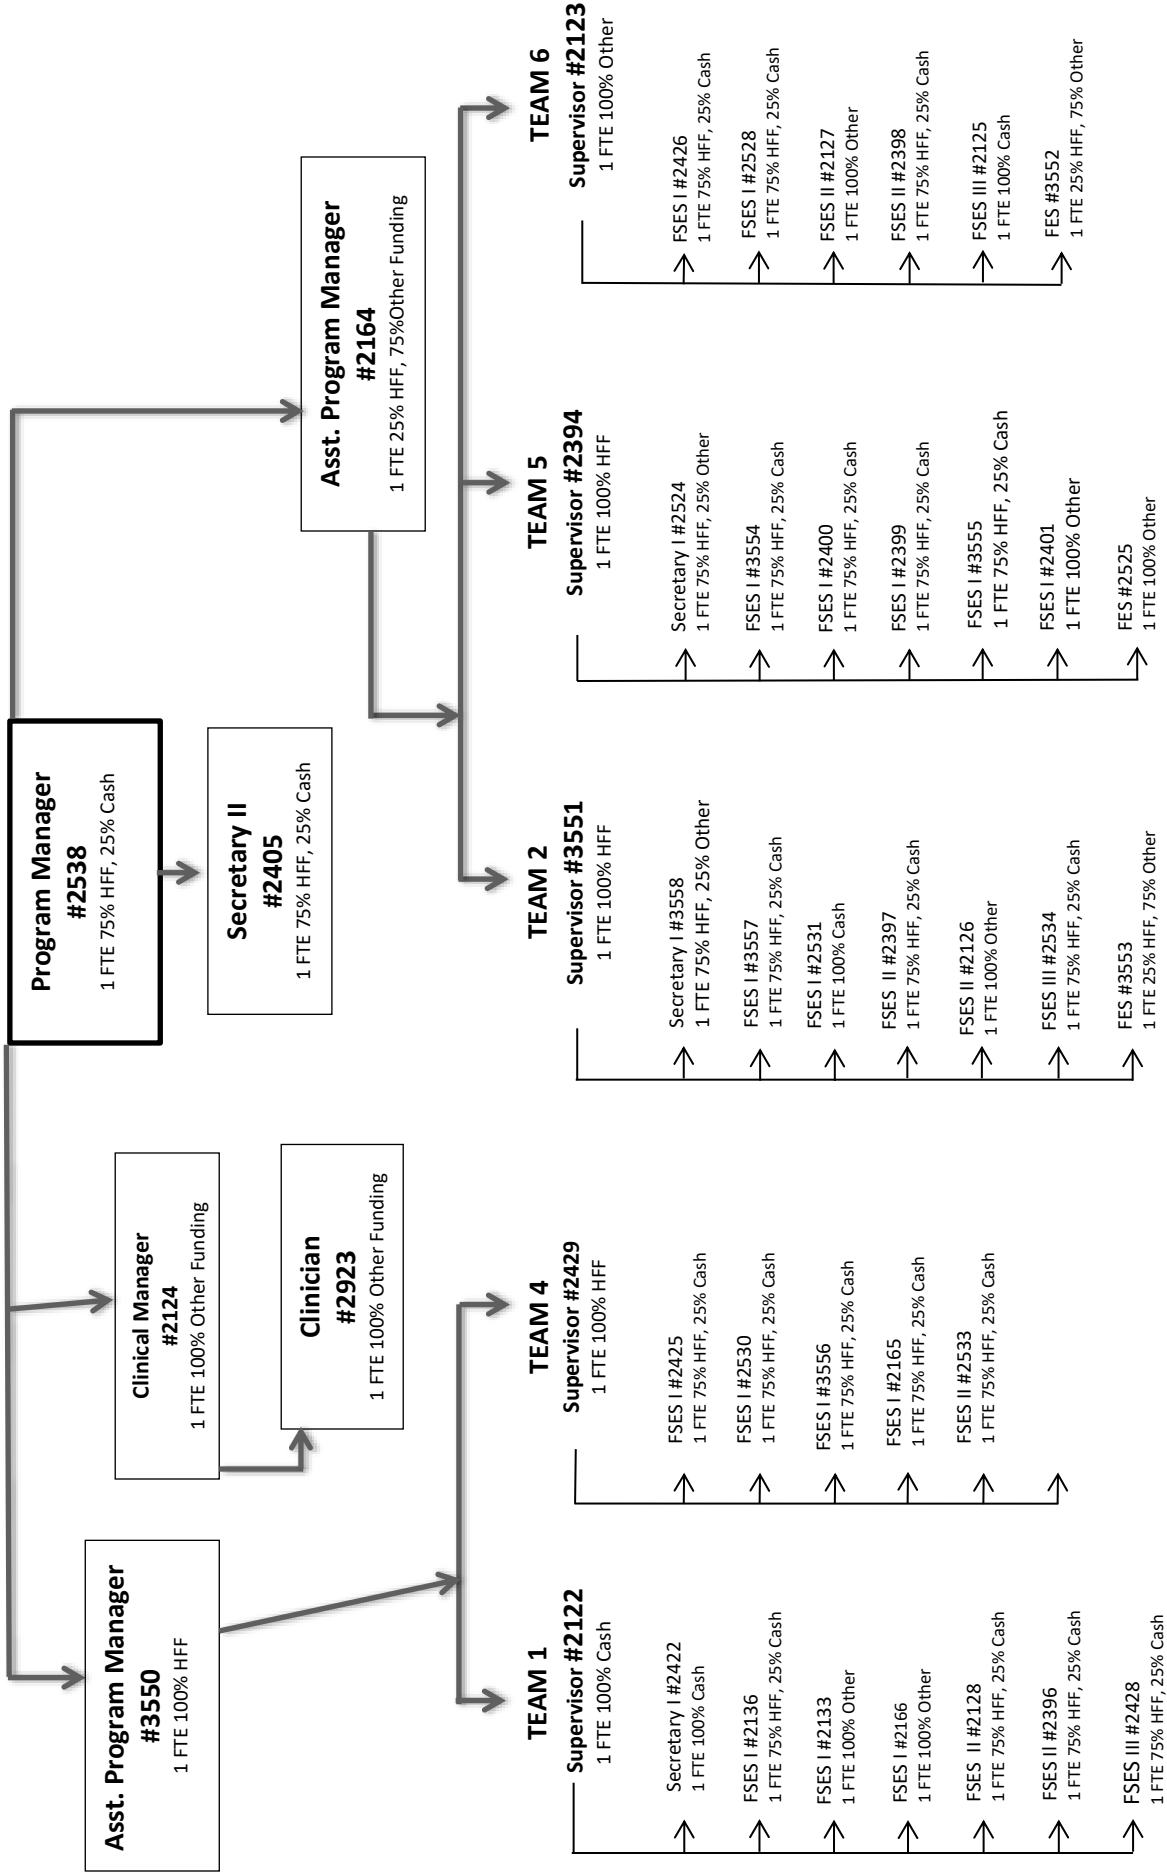 Program Manager
#2538
1 FTE 75% HFF, 25% Cash
Secretary II
#2405
1 FTE 75% HFF, 25% Cash
Asst. Program Manager
#3550
1 FTE 100% HFF
Clinical Manager
#2124
1 FTE 100% Other Funding
Clinician
#2923
1 FTE 100% Other Funding
Asst. Program Manager
#2164
1 FTE 25% HFF, 75%Other Funding
TEAM 1
Supervisor #2122
1 FTE 100% Cash
Secretary I #2422
1 FTE 100% Cash
FSES I #2136
1 FTE 75% HFF, 25% Cash
FSES I #2133
1 FTE 100% Other
FSES I #2166
1 FTE 100% Other
FSES II #2128
1 FTE 75% HFF, 25% Cash
FSES II #2396
1 FTE 75% HFF, 25% Cash
FSES III #2428
1 FTE 75% HFF, 25% Cash
TEAM 4
Supervisor #2429
1 FTE 100% HFF
FSES I #2425
1 FTE 75% HFF, 25% Cash
FSES I #2530
1 FTE 75% HFF, 25% Cash
FSES I #3556
1 FTE 75% HFF, 25% Cash
FSES I #2165
1 FTE 75% HFF, 25% Cash
FSES II #2533
1 FTE 75% HFF, 25% Cash
TEAM 2
Supervisor #3551
1 FTE 100% HFF
Secretary I #3558
1 FTE 75% HFF, 25% Other
FSES I #3557
1 FTE 75% HFF, 25% Cash
FSES I #2531
1 FTE 100% Cash
FSES II #2397
1 FTE 75% HFF, 25% Cash
FSES II #2126
1 FTE 100% Other
FSES III #2534
1 FTE 75% HFF, 25% Cash
FES #3553
1 FTE 25% HFF, 75% Other
TEAM 5
Supervisor #2394
1 FTE 100% HFF
Secretary I #2524
1 FTE 75% HFF, 25% Other
FSES I #3554
1 FTE 75% HFF, 25% Cash
FSES I #2400
1 FTE 75% HFF, 25% Cash
FSES I #2399
1 FTE 75% HFF, 25% Cash
FSES I #3555
1 FTE 75% HFF, 25% Cash
FSES I #2401
1 FTE 100% Other
FES #2525
1 FTE 100% Other
TEAM 6
Supervisor #2123
1 FTE 100% Other
FSES I #2426
1 FTE 75% HFF, 25% Cash
FSES I #2528
1 FTE 75% HFF, 25% Cash
FSES II #2127
1 FTE 100% Other
FSES II #2398
1 FTE 75% HFF, 25% Cash
FSES III #2125
1 FTE 100% Cash
FES #3552
1 FTE 25% HFF, 75% Other